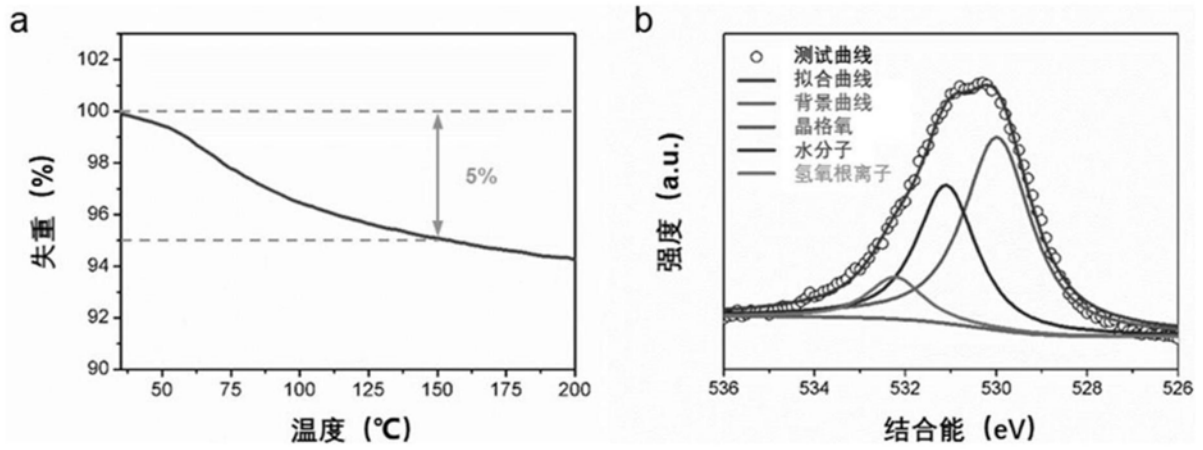 a
102
100
98
96
94
92
90
5%
失重（%）
25
50
75
100
125
150
175
200
温度（℃）
b
测试曲线
拟合曲线
背景曲线
晶格氧
水分子
氢氧根离子
强度（a.u.）
536
534
532
530
528
526
结合能（eV）